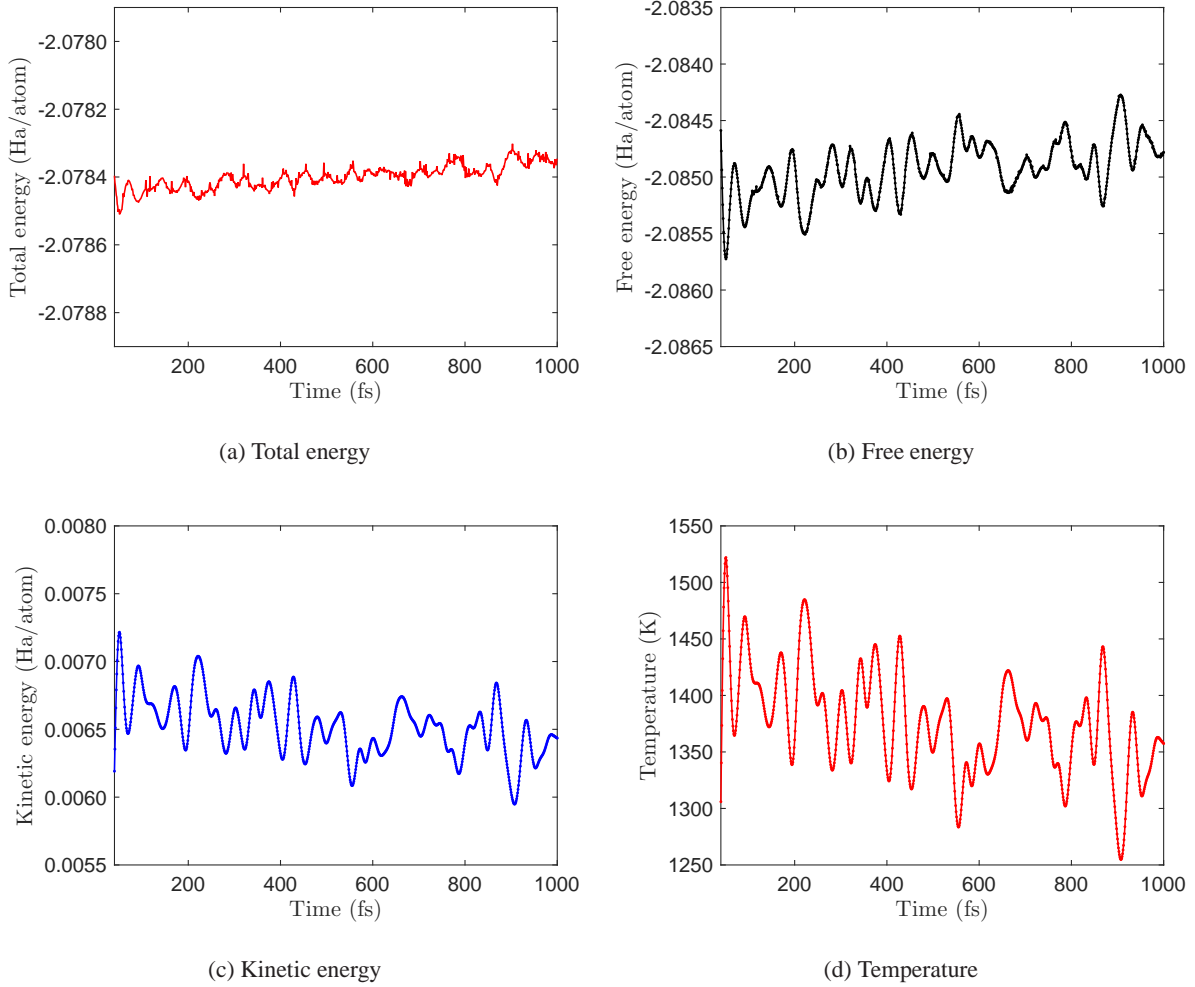 Total energy (Ha/atom)
-2.0780
-2.0782
-2.0784
-2.0786
-2.0788
200 400 600 800 1000
Time (fs)
(a) Total energy
Free energy (Ha/atom)
-2.0835
-2.0840
-2.0845
-2.0850
-2.0855
-2.0860
-2.0865
200 400 600 800 1000
Time (fs)
(b) Free energy
Kinetic energy (Ha/atom)
0.0080
0.0075
0.0070
0.0065
0.0060
0.0055
200 400 600 800 1000
Time (fs)
(c) Kinetic energy
Temperature (K)
1550
1500
1450
1400
1350
1300
1250
200 400 600 800 1000
Time (fs)
(d) Temperature